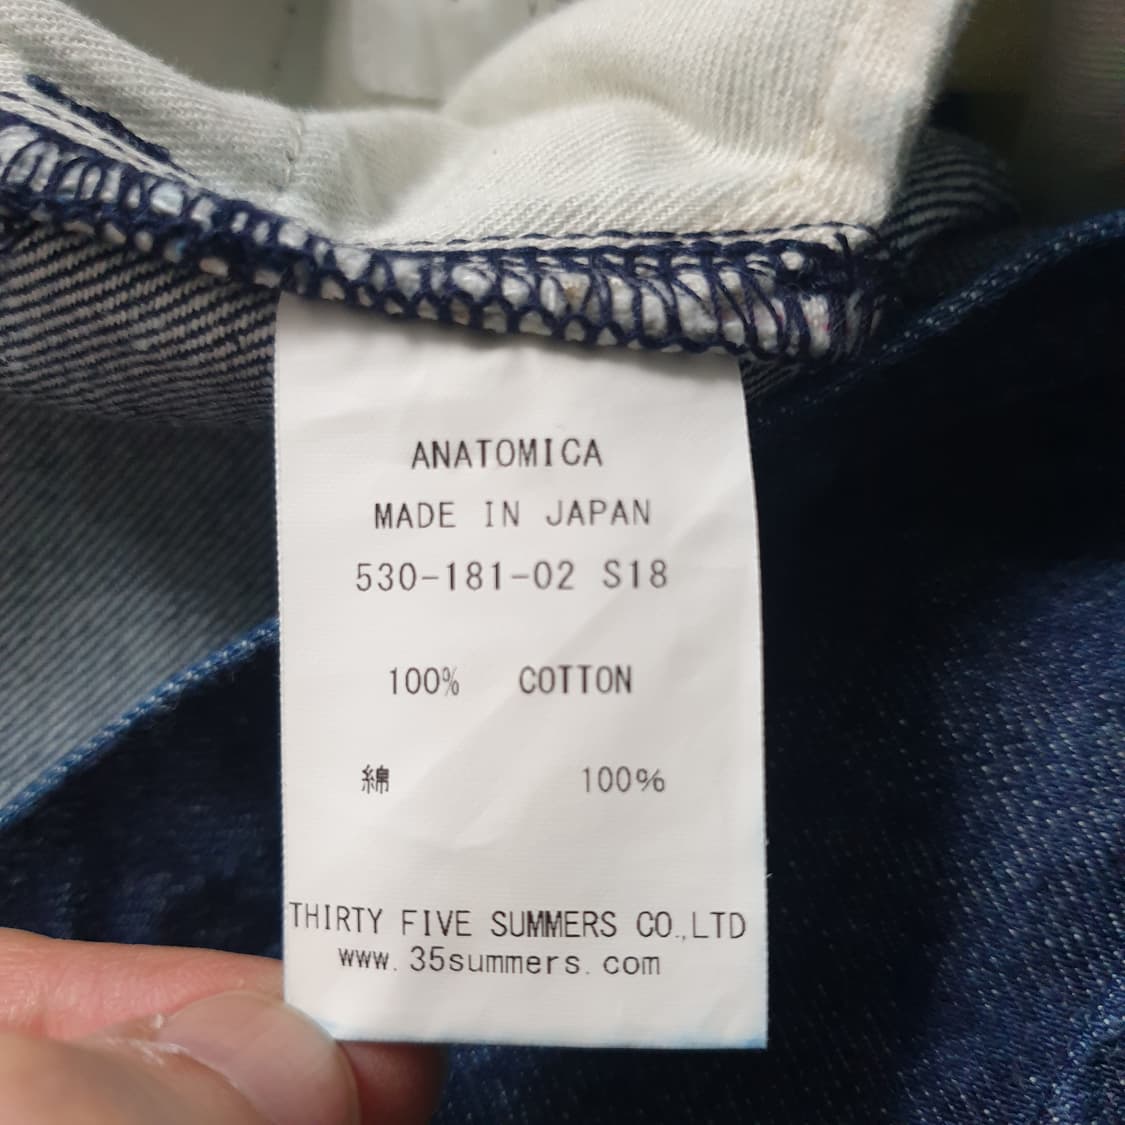 ANATOMICA
MADE IN JAPAN
530-181-02 S18
100% COTTON
綿 100%
THIRTY FIVE SUMMERS CO.,LTD
www.35summers.com